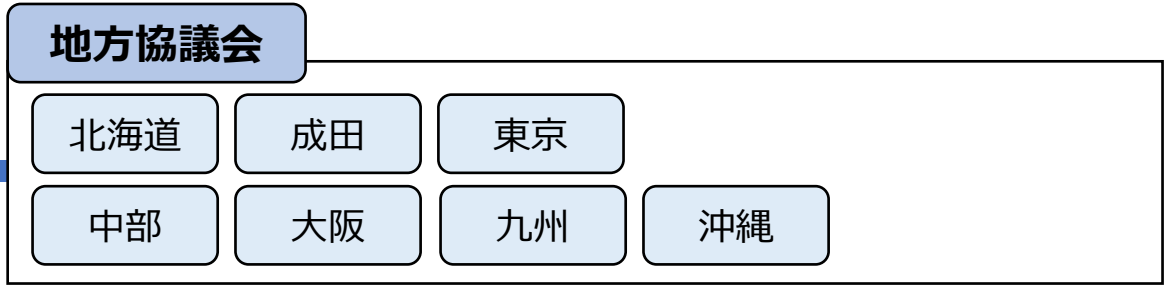 地方協議会
北海道 成田 東京
中部 大阪 九州 沖縄